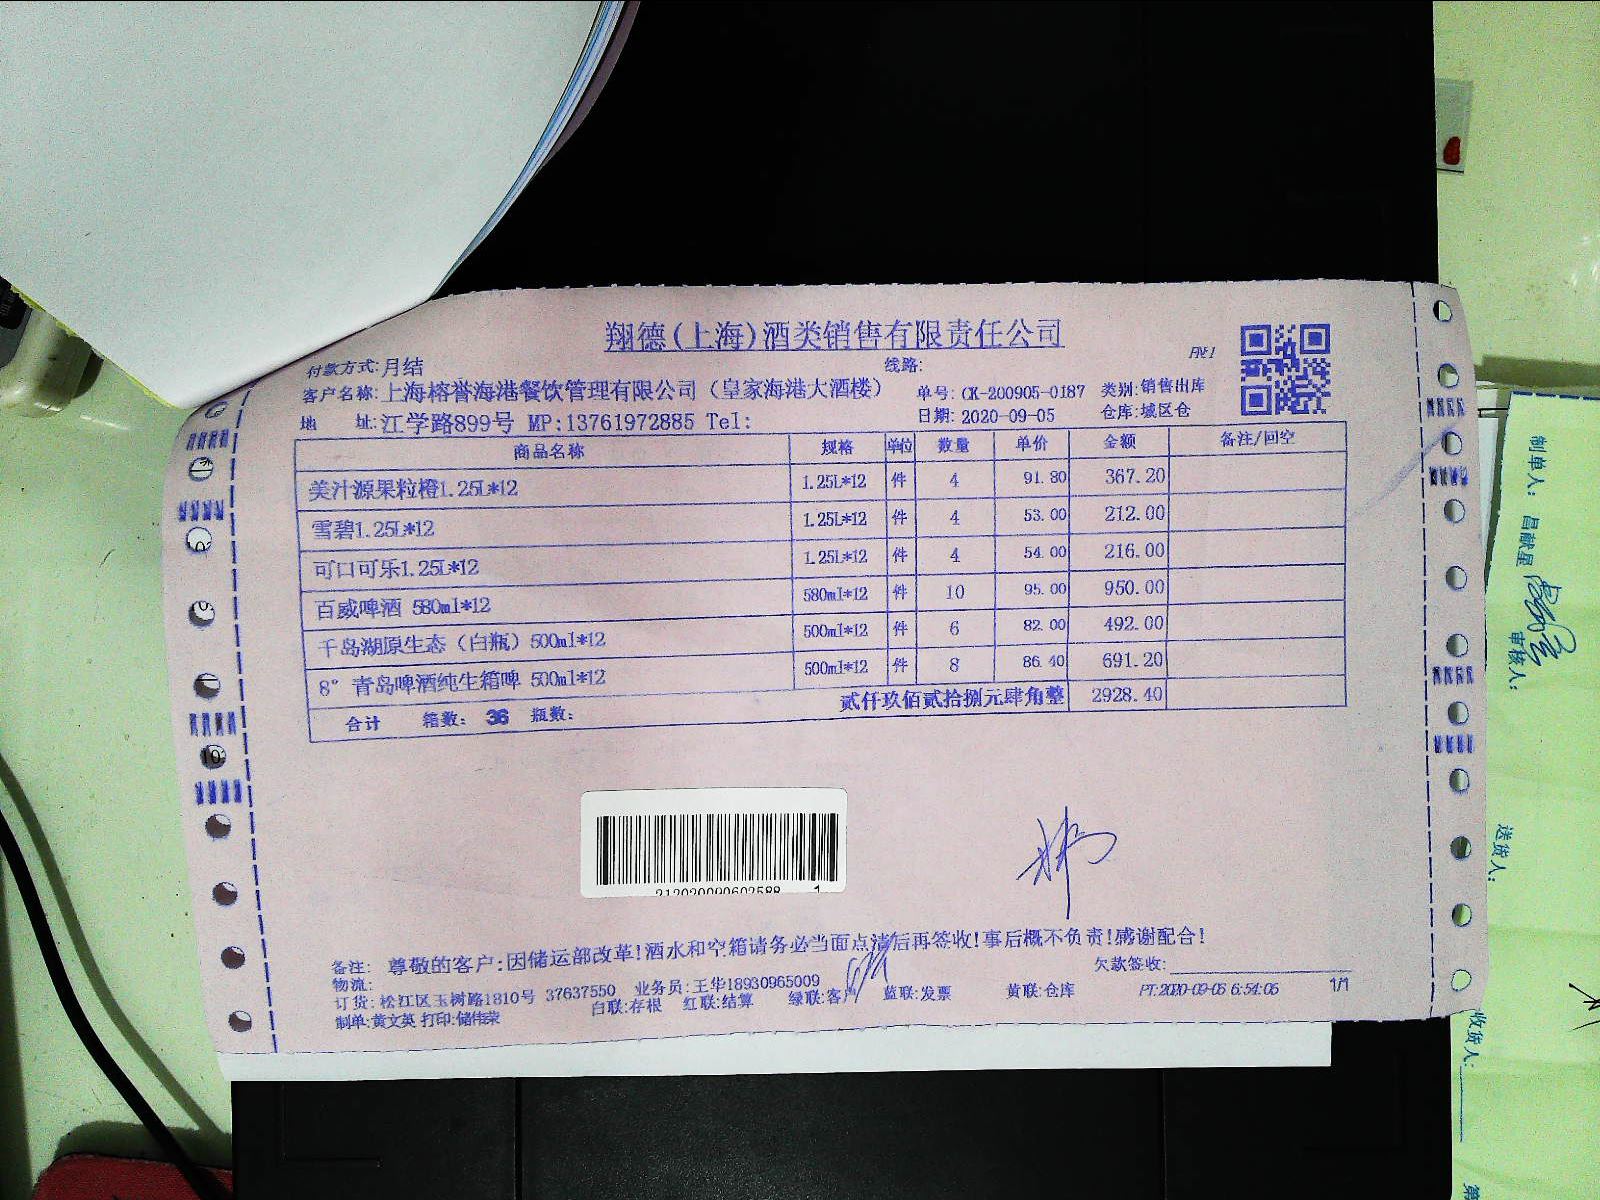 翔德(上海)酒类销售有限责任公司
付款方式:月结 线路:
客户名称:上海榕誉海港餐饮管理有限公司（皇家海港大酒楼） 单号: CK-200905-0187 类别:销售出库
地 址:江学路899号 MP:13761972885 Tel: 日期: 2020-09-05 仓库:城区仓
商品名称 规格 单位 数量 单价 金额 备注/回空
美汁源果粒橙1.25L*12 1.25L*12 件 4 91.80 367.20
雪碧1.25L*12 1.25L*12 件 4 53.00 212.00
可口可乐1.25L*12 1.25L*12 件 4 54.00 216.00
百威啤酒 580ml*12 580ml*12 件 10 95.00 950.00
千岛湖原生态（白瓶）500ml*12 500ml*12 件 6 82.00 492.00
8° 青岛啤酒纯生箱啤 500ml*12 500ml*12 件 8 86.40 691.20
合计 箱数: 36 瓶数: 贰仟玖佰贰拾捌元肆角整 2928.40
212020090602588 1
备注: 尊敬的客户:因储运部改革!酒水和空箱请务必当面点清后再签收!事后概不负责!感谢配合!
物流: 欠款签收:
订货: 松江区玉树路1810号 37637550 业务员:王华18930965009
制单:黄文英 打印:储伟荣 白联:存根 红联:结算 绿联:客户 蓝联:发票 黄联:仓库 PT:2020-09-06 6:54:06 1/1
制单人: 昌献星
审核人:
送货人:
收货人: